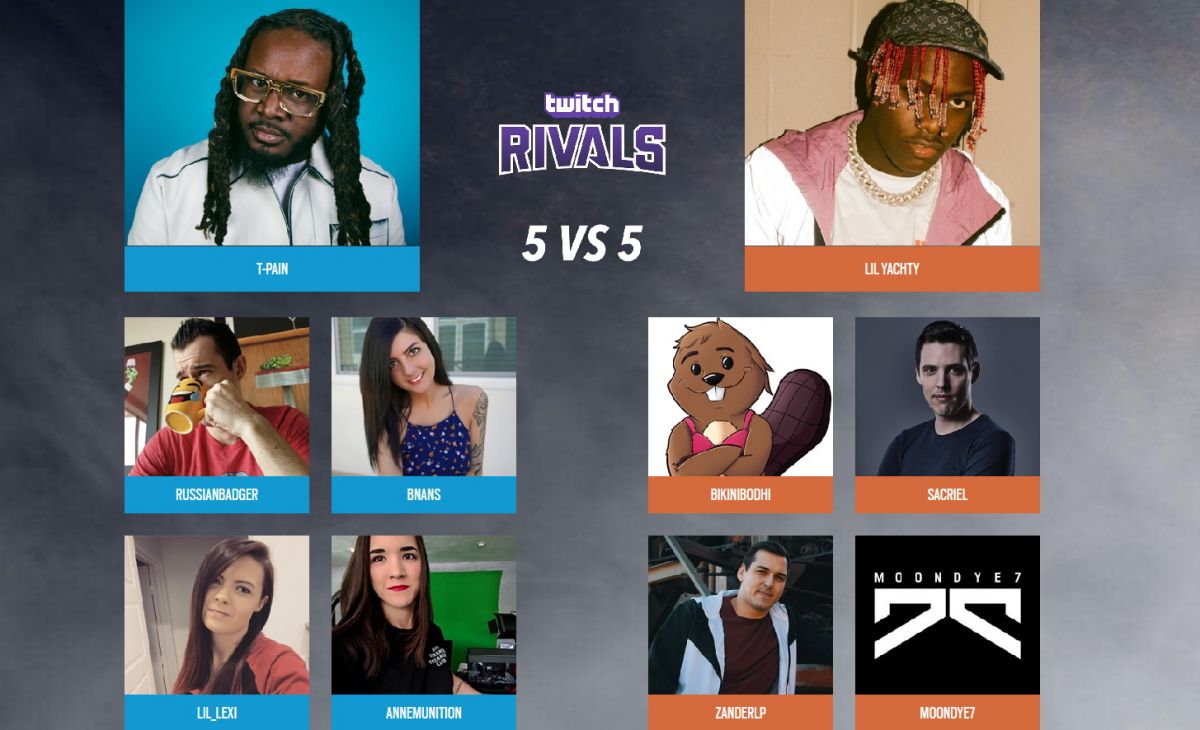 twitch
RIVALS
5 VS 5
T-PAIN
LIL YACHTY
RUSSIANBADGER
BNANS
BIKINIBODHI
SACRIEL
MOONDYE7
LIL_LEXI
ANNEMUNITION
ZANDERLP
MOONDYE7